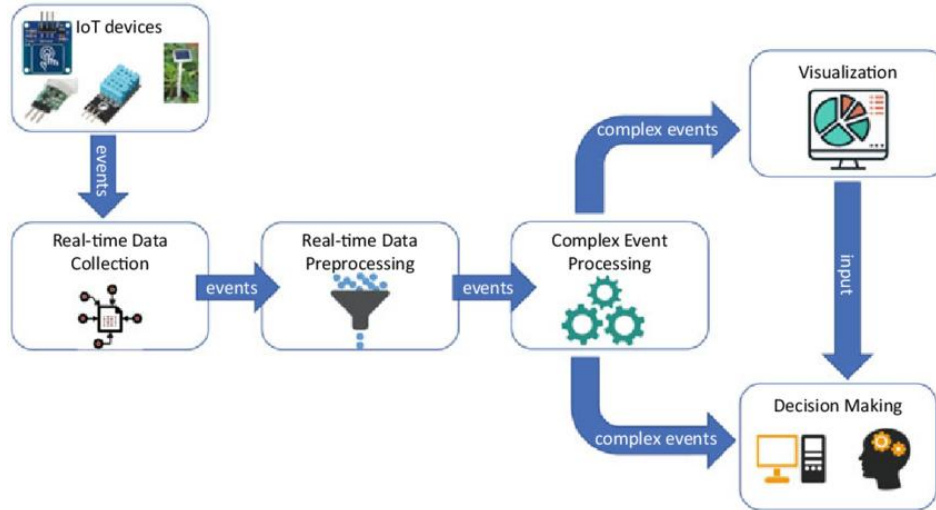 IoT devices
events
Real-time Data
Collection
events
Real-time Data
Preprocessing
events
Complex Event
Processing
complex events
Visualization
input
complex events
Decision Making